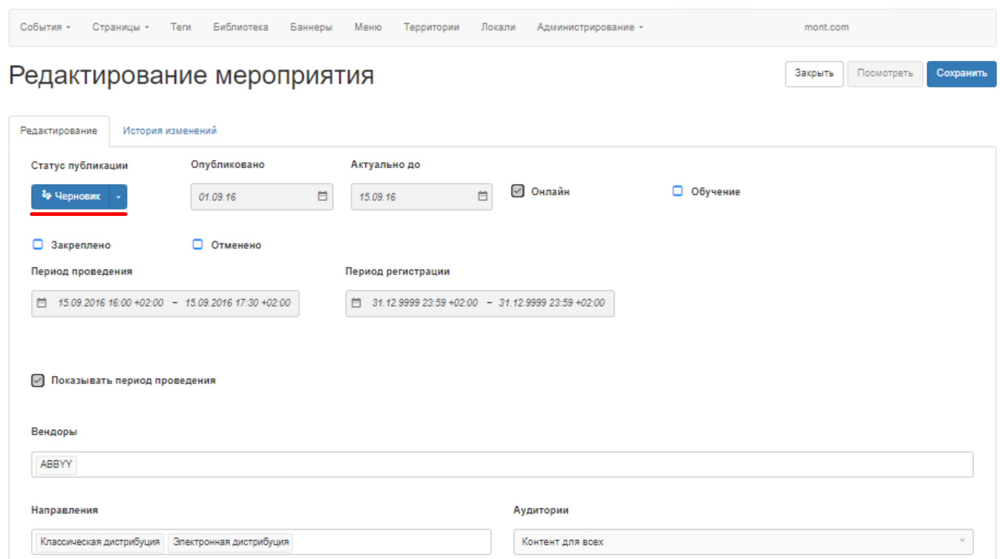 События Страницы Теги Библиотека Баннеры Меню Территории Локали Администрирование mont.com
Редактирование мероприятия Закрыть Посмотреть Сохранить
Редактирование История изменений
Статус публикации Опубликовано Актуально до
Черновик 01.09.16 15.09.16 Онлайн Обучение
Закреплено Отменено
Период проведения Период регистрации
15.09.2016 16:00 +02:00 – 15.09.2016 17:30 +02:00 31.12.9999 23:59 +02:00 – 31.12.9999 23:59 +02:00
Показывать период проведения
Вендоры
ABBYY
Направления Аудитории
Классическая дистрибуция Электронная дистрибуция Контент для всех